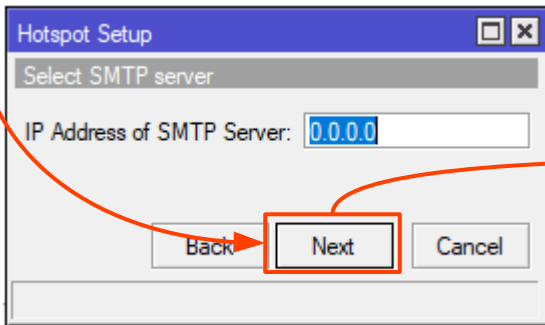 Hotspot Setup
Select SMTP server
IP Address of SMTP Server: 0.0.0.0
Back Next Cancel